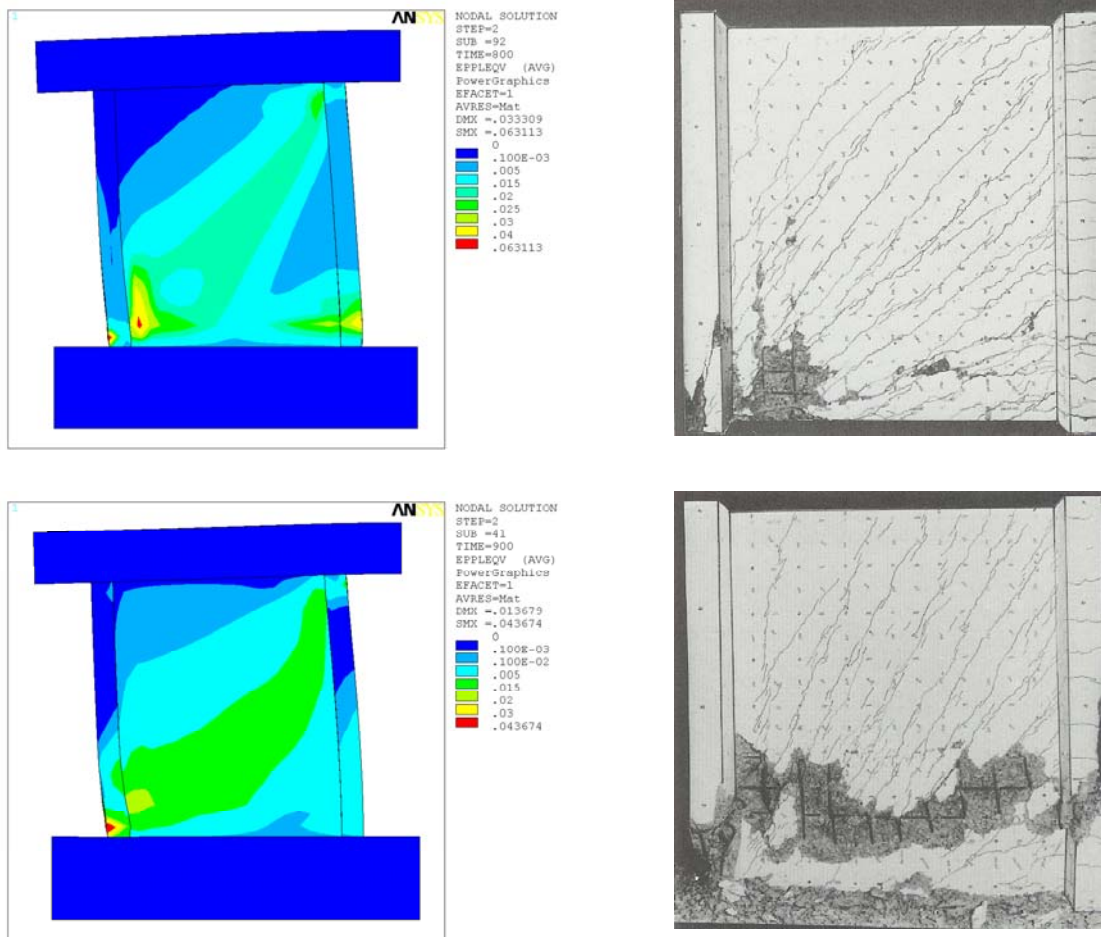 1
ANSYS
NODAL SOLUTION
STEP=2
SUB =92
TIME=800
EPPLEQV (AVG)
PowerGraphics
EFACET=1
AVRES=Mat
DMX =.033309
SMX =.063113
0
.100E-03
.005
.015
.02
.025
.03
.04
.063113
1
ANSYS
NODAL SOLUTION
STEP=2
SUB =41
TIME=900
EPPLEQV (AVG)
PowerGraphics
EFACET=1
AVRES=Mat
DMX =.013679
SMX =.043674
0
.100E-03
.100E-02
.005
.015
.02
.03
.043674